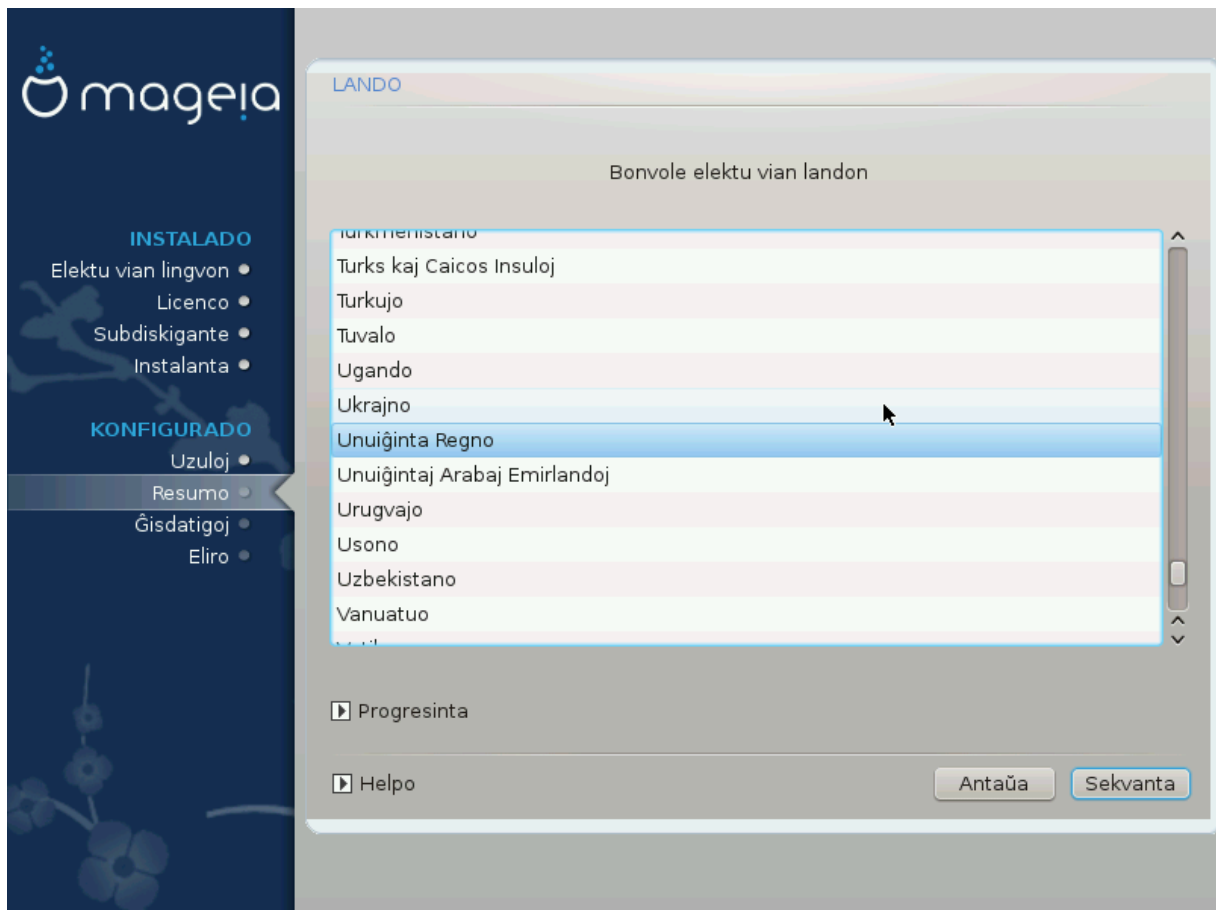 mageia
INSTALADO
Elektu vian lingvon
Licenco
Subdiskigante
Instalanta
KONFIGURADO
Uzuloj
Resumo
Ĝisdatigoj
Eliro
LANDO
Bonvole elektu vian landon
Turkmenistano
Turks kaj Caicos Insuloj
Turkujo
Tuvalo
Ugando
Ukrajno
Unuiĝinta Regno
Unuiĝintaj Arabaj Emirlandoj
Urugvajo
Usono
Uzbekistano
Vanuatuo
Progresinta
Helpo
Antaŭa
Sekvanta